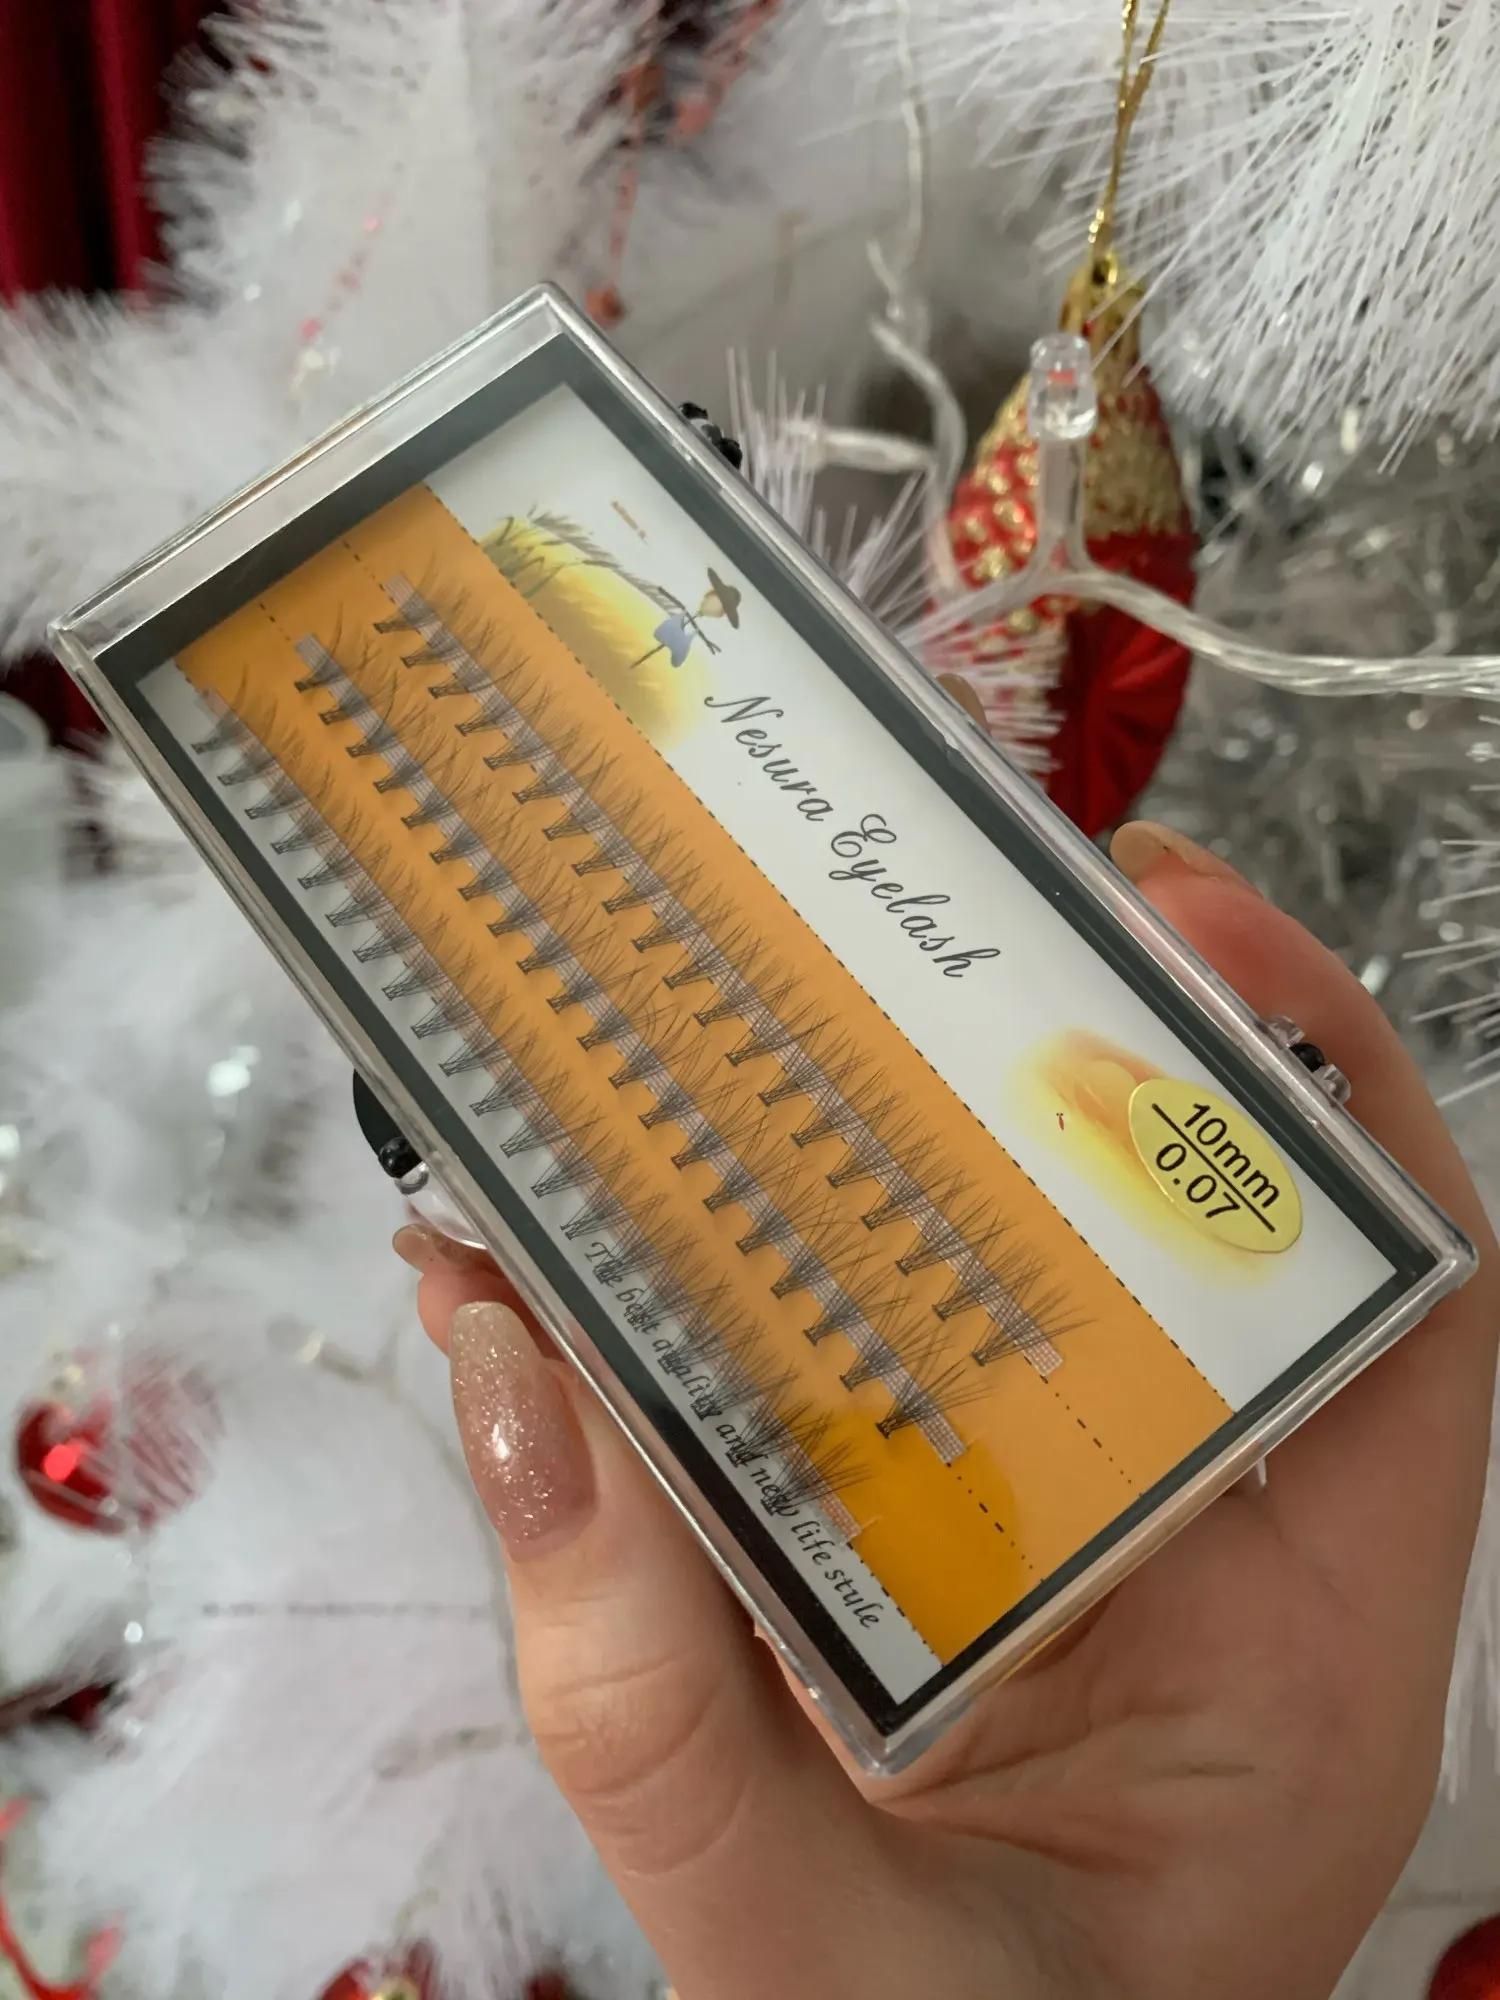 Nesura Eyelash
10mm
0.07
The best quality and new life style